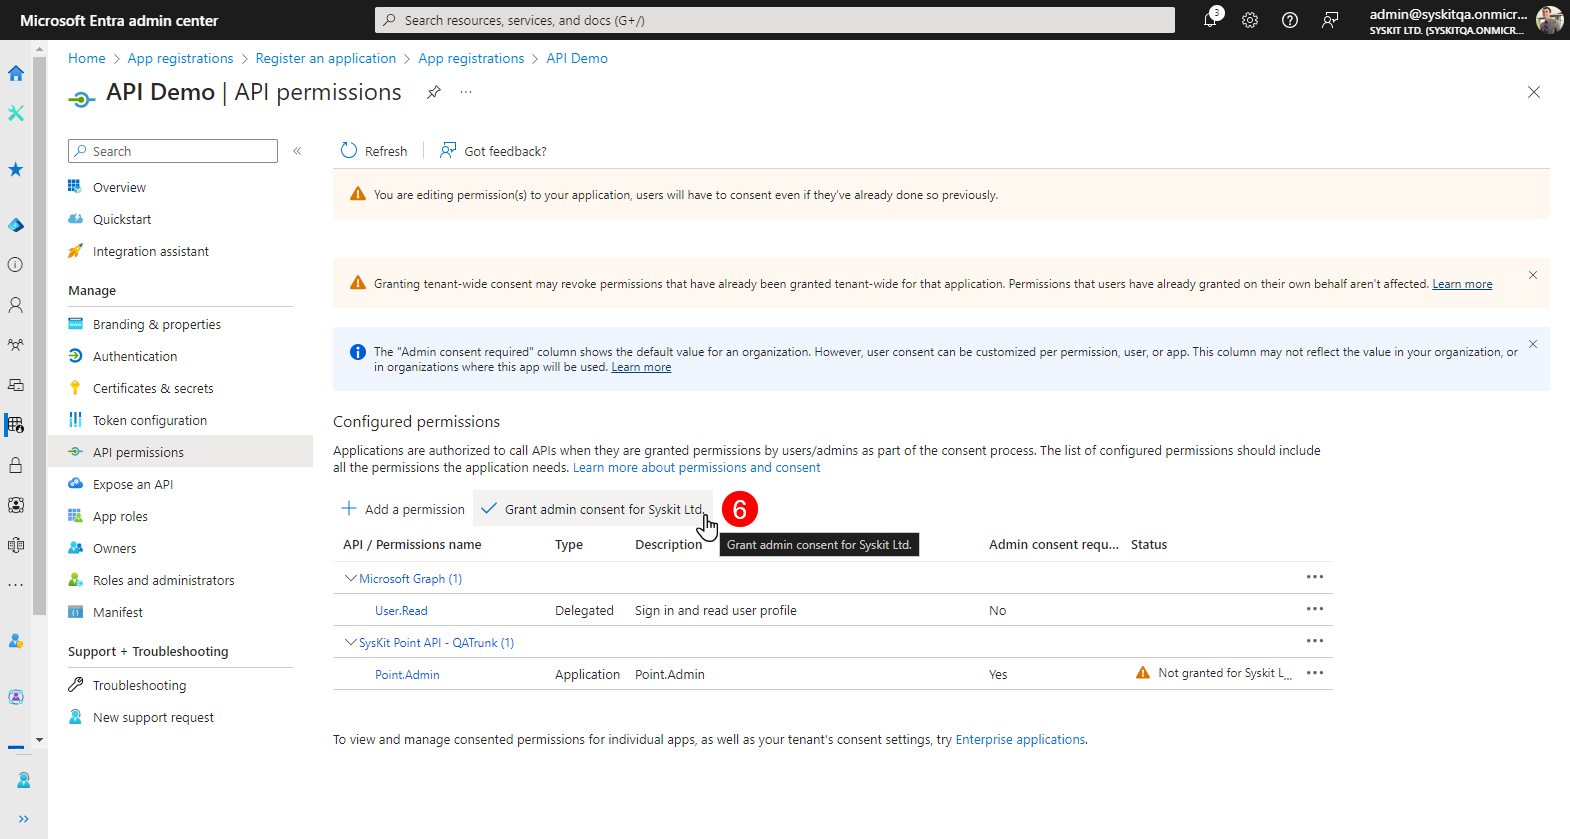 Microsoft Entra admin center
Search resources, services, and docs (G+/)
3
admin@syskitqa.onmicr...
SYSKIT LTD. (SYSKITQA.ONMICR...
Home > App registrations > Register an application > App registrations > API Demo
API Demo | API permissions
Search
Overview
Quickstart
Integration assistant
Manage
Branding & properties
Authentication
Certificates & secrets
Token configuration
API permissions
Expose an API
App roles
Owners
Roles and administrators
Manifest
Support + Troubleshooting
Troubleshooting
New support request
Refresh
Got feedback?
You are editing permission(s) to your application, users will have to consent even if they've already done so previously.
Granting tenant-wide consent may revoke permissions that have already been granted tenant-wide for that application. Permissions that users have already granted on their own behalf aren't affected. Learn more
The "Admin consent required" column shows the default value for an organization. However, user consent can be customized per permission, user, or app. This column may not reflect the value in your organization, or
in organizations where this app will be used. Learn more
Configured permissions
Applications are authorized to call APIs when they are granted permissions by users/admins as part of the consent process. The list of configured permissions should include
all the permissions the application needs. Learn more about permissions and consent
Add a permission
Grant admin consent for Syskit Ltd.
6
Grant admin consent for Syskit Ltd.
API / Permissions name Type Description Admin consent requ... Status
Microsoft Graph (1)
User.Read Delegated Sign in and read user profile No
SysKit Point API - QATrunk (1)
Point.Admin Application Point.Admin Yes Not granted for Syskit L...
To view and manage consented permissions for individual apps, as well as your tenant's consent settings, try Enterprise applications.